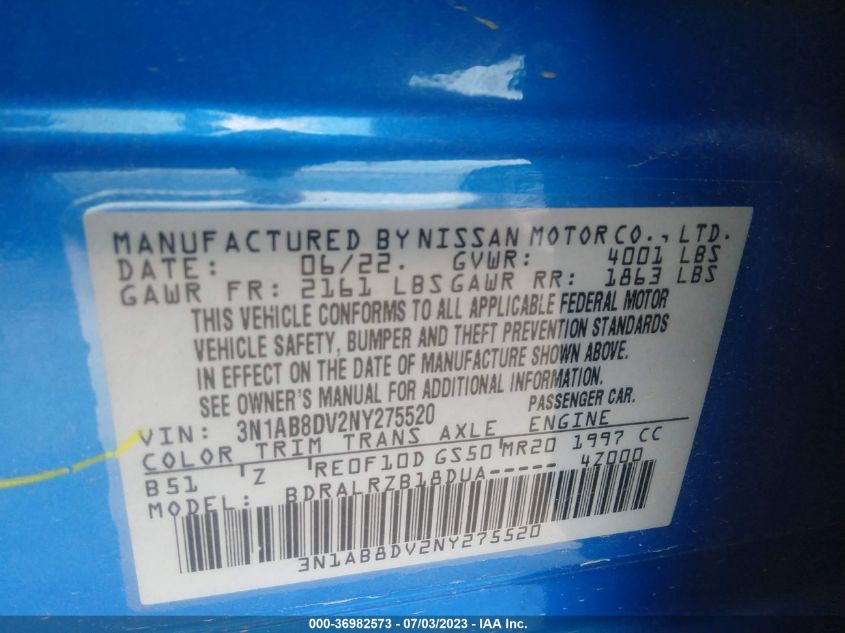 MANUFACTURED BY NISSAN MOTOR CO., LTD.
DATE: 06/22. GVWR: 4001 LBS
GAWR FR: 2161 LBS GAWR RR: 1863 LBS
THIS VEHICLE CONFORMS TO ALL APPLICABLE FEDERAL MOTOR
VEHICLE SAFETY, BUMPER AND THEFT PREVENTION STANDARDS
IN EFFECT ON THE DATE OF MANUFACTURE SHOWN ABOVE.
SEE OWNER'S MANUAL FOR ADDITIONAL INFORMATION.
VIN: 3N1AB8DV2NY275520 PASSENGER CAR.
COLOR TRIM TRANS AXLE ENGINE
B51 Z RE0F10D GS50 MR20 1997 CC
MODEL: BDRALRZB18DUA----- 4Z000
3N1AB8DV2NY275520
000-36982573 - 07/03/2023 - IAA Inc.